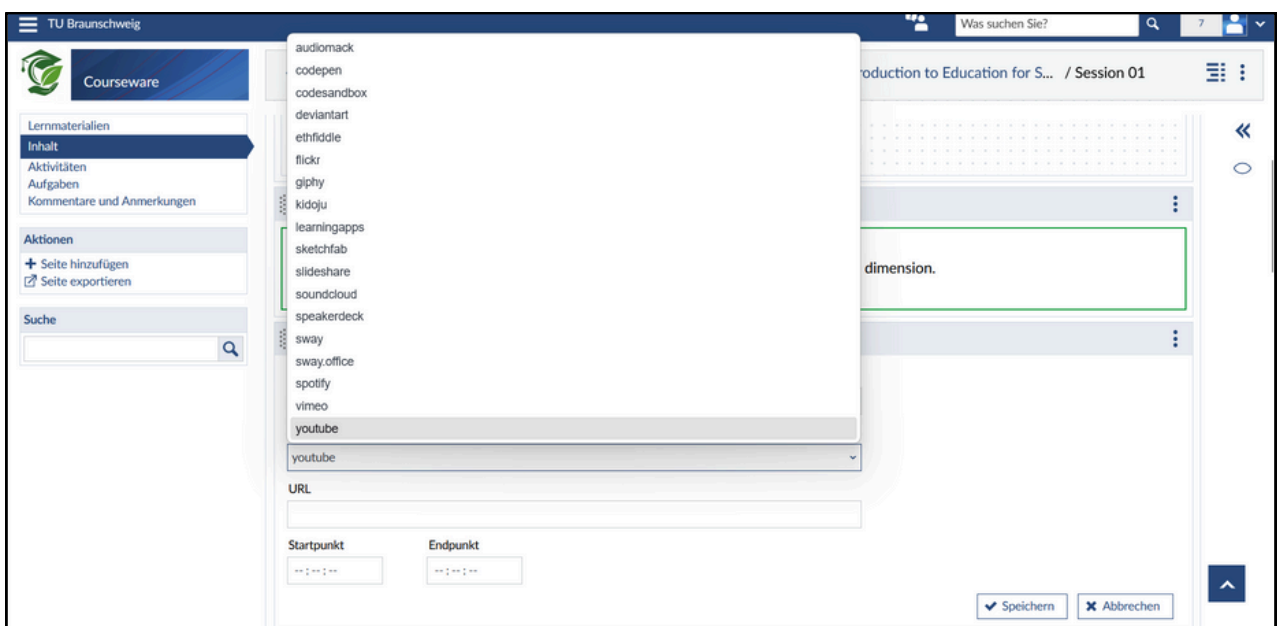 TU Braunschweig
Was suchen Sie?
7
Courseware
roduction to Education for S... / Session 01
Lernmaterialien
Inhalt
Aktivitäten
Aufgaben
Kommentare und Anmerkungen
Aktionen
+ Seite hinzufügen
Seite exportieren
Suche
audiomack
codepen
codesandbox
deviantart
ethfiddle
flickr
giphy
kidoju
learningapps
sketchfab
slideshare
soundcloud
speakerdeck
sway
sway.office
spotify
vimeo
youtube
dimension.
youtube
URL
Startpunkt Endpunkt
--:--:-- --:--:--
Speichern Abbrechen